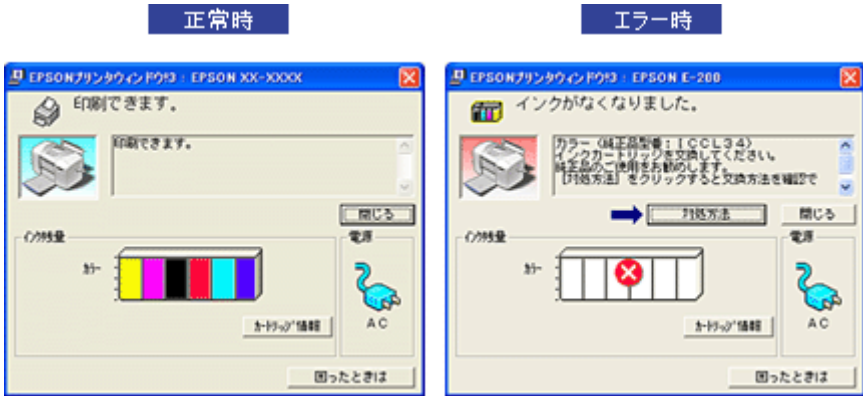 正常時
EPSONプリンタウィンドウ!3 : EPSON XX-XXXX
印刷できます。
印刷できます。
閉じる
インク残量
カラー
カートリッジ情報
電源
AC
困ったときは
エラー時
EPSONプリンタウィンドウ!3 : EPSON E-200
インクがなくなりました。
カラー (純正品型番:ICCL34)
インクカートリッジを交換してください。
純正品のご使用をお勧めします。
[対処方法] をクリックすると交換方法を確認で
対処方法
閉じる
インク残量
カラー
カートリッジ情報
電源
AC
困ったときは